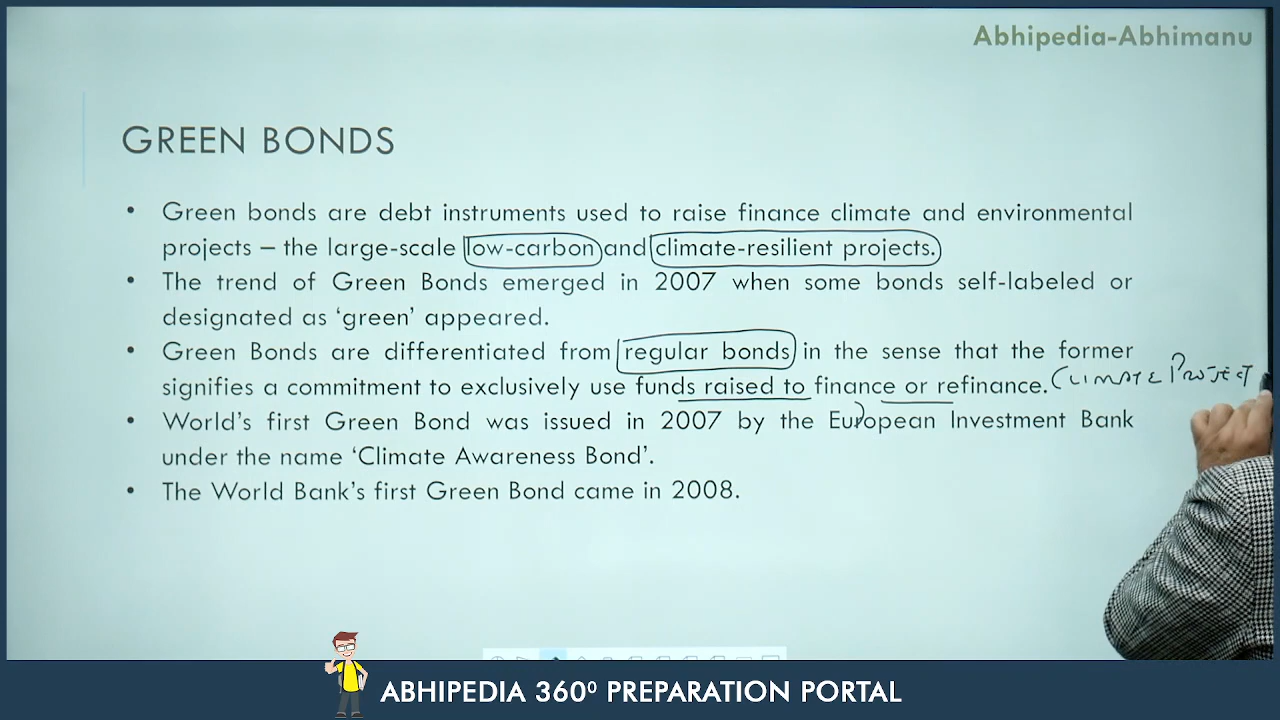 Abhipedia-Abhimanu
GREEN BONDS
• Green bonds are debt instruments used to raise finance climate and environmental
projects – the large-scale low-carbon and climate-resilient projects.
• The trend of Green Bonds emerged in 2007 when some bonds self-labeled or
designated as ‘green’ appeared.
• Green Bonds are differentiated from regular bonds in the sense that the former
signifies a commitment to exclusively use funds raised to finance or refinance. CLIMATE PROJECT
• World’s first Green Bond was issued in 2007 by the European Investment Bank
under the name ‘Climate Awareness Bond’.
• The World Bank’s first Green Bond came in 2008.
ABHIPEDIA 360⁰ PREPARATION PORTAL